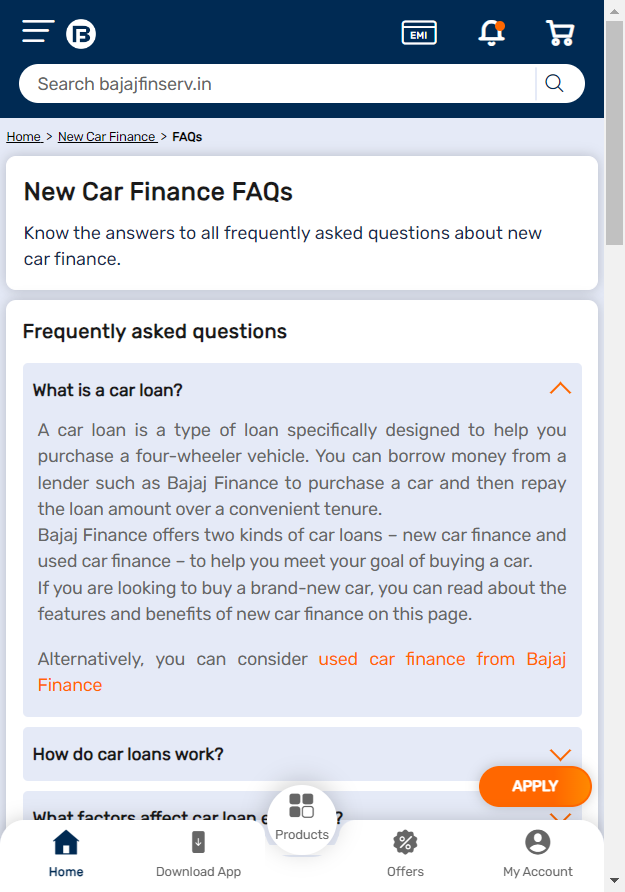 EMI
Search bajajfinserv.in
Home > New Car Finance > FAQs
New Car Finance FAQs
Know the answers to all frequently asked questions about new
car finance.
Frequently asked questions
What is a car loan?
A car loan is a type of loan specifically designed to help you
purchase a four-wheeler vehicle. You can borrow money from a
lender such as Bajaj Finance to purchase a car and then repay
the loan amount over a convenient tenure.
Bajaj Finance offers two kinds of car loans – new car finance and
used car finance – to help you meet your goal of buying a car.
If you are looking to buy a brand-new car, you can read about the
features and benefits of new car finance on this page.
Alternatively, you can consider used car finance from Bajaj
Finance
How do car loans work?
APPLY
What factors affect car loan
Products
Home
Download App
Offers
My Account